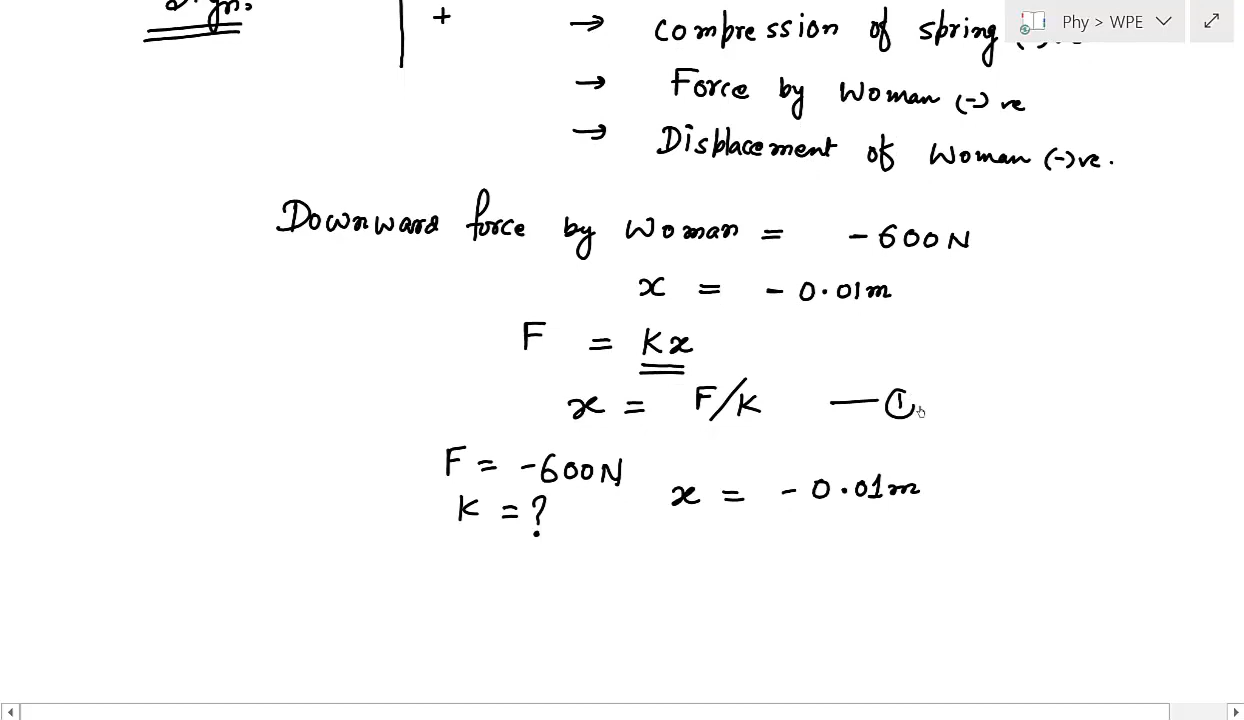 Phy > WPE
+ → Compression of spring (-)ve
→ Force by Woman (-)ve
→ Displacement of Woman (-)ve.
Downward force by Woman = -600N
x = -0.01m
F = Kx
x = F/K —①
F = -600N
x = -0.01m
K = ?